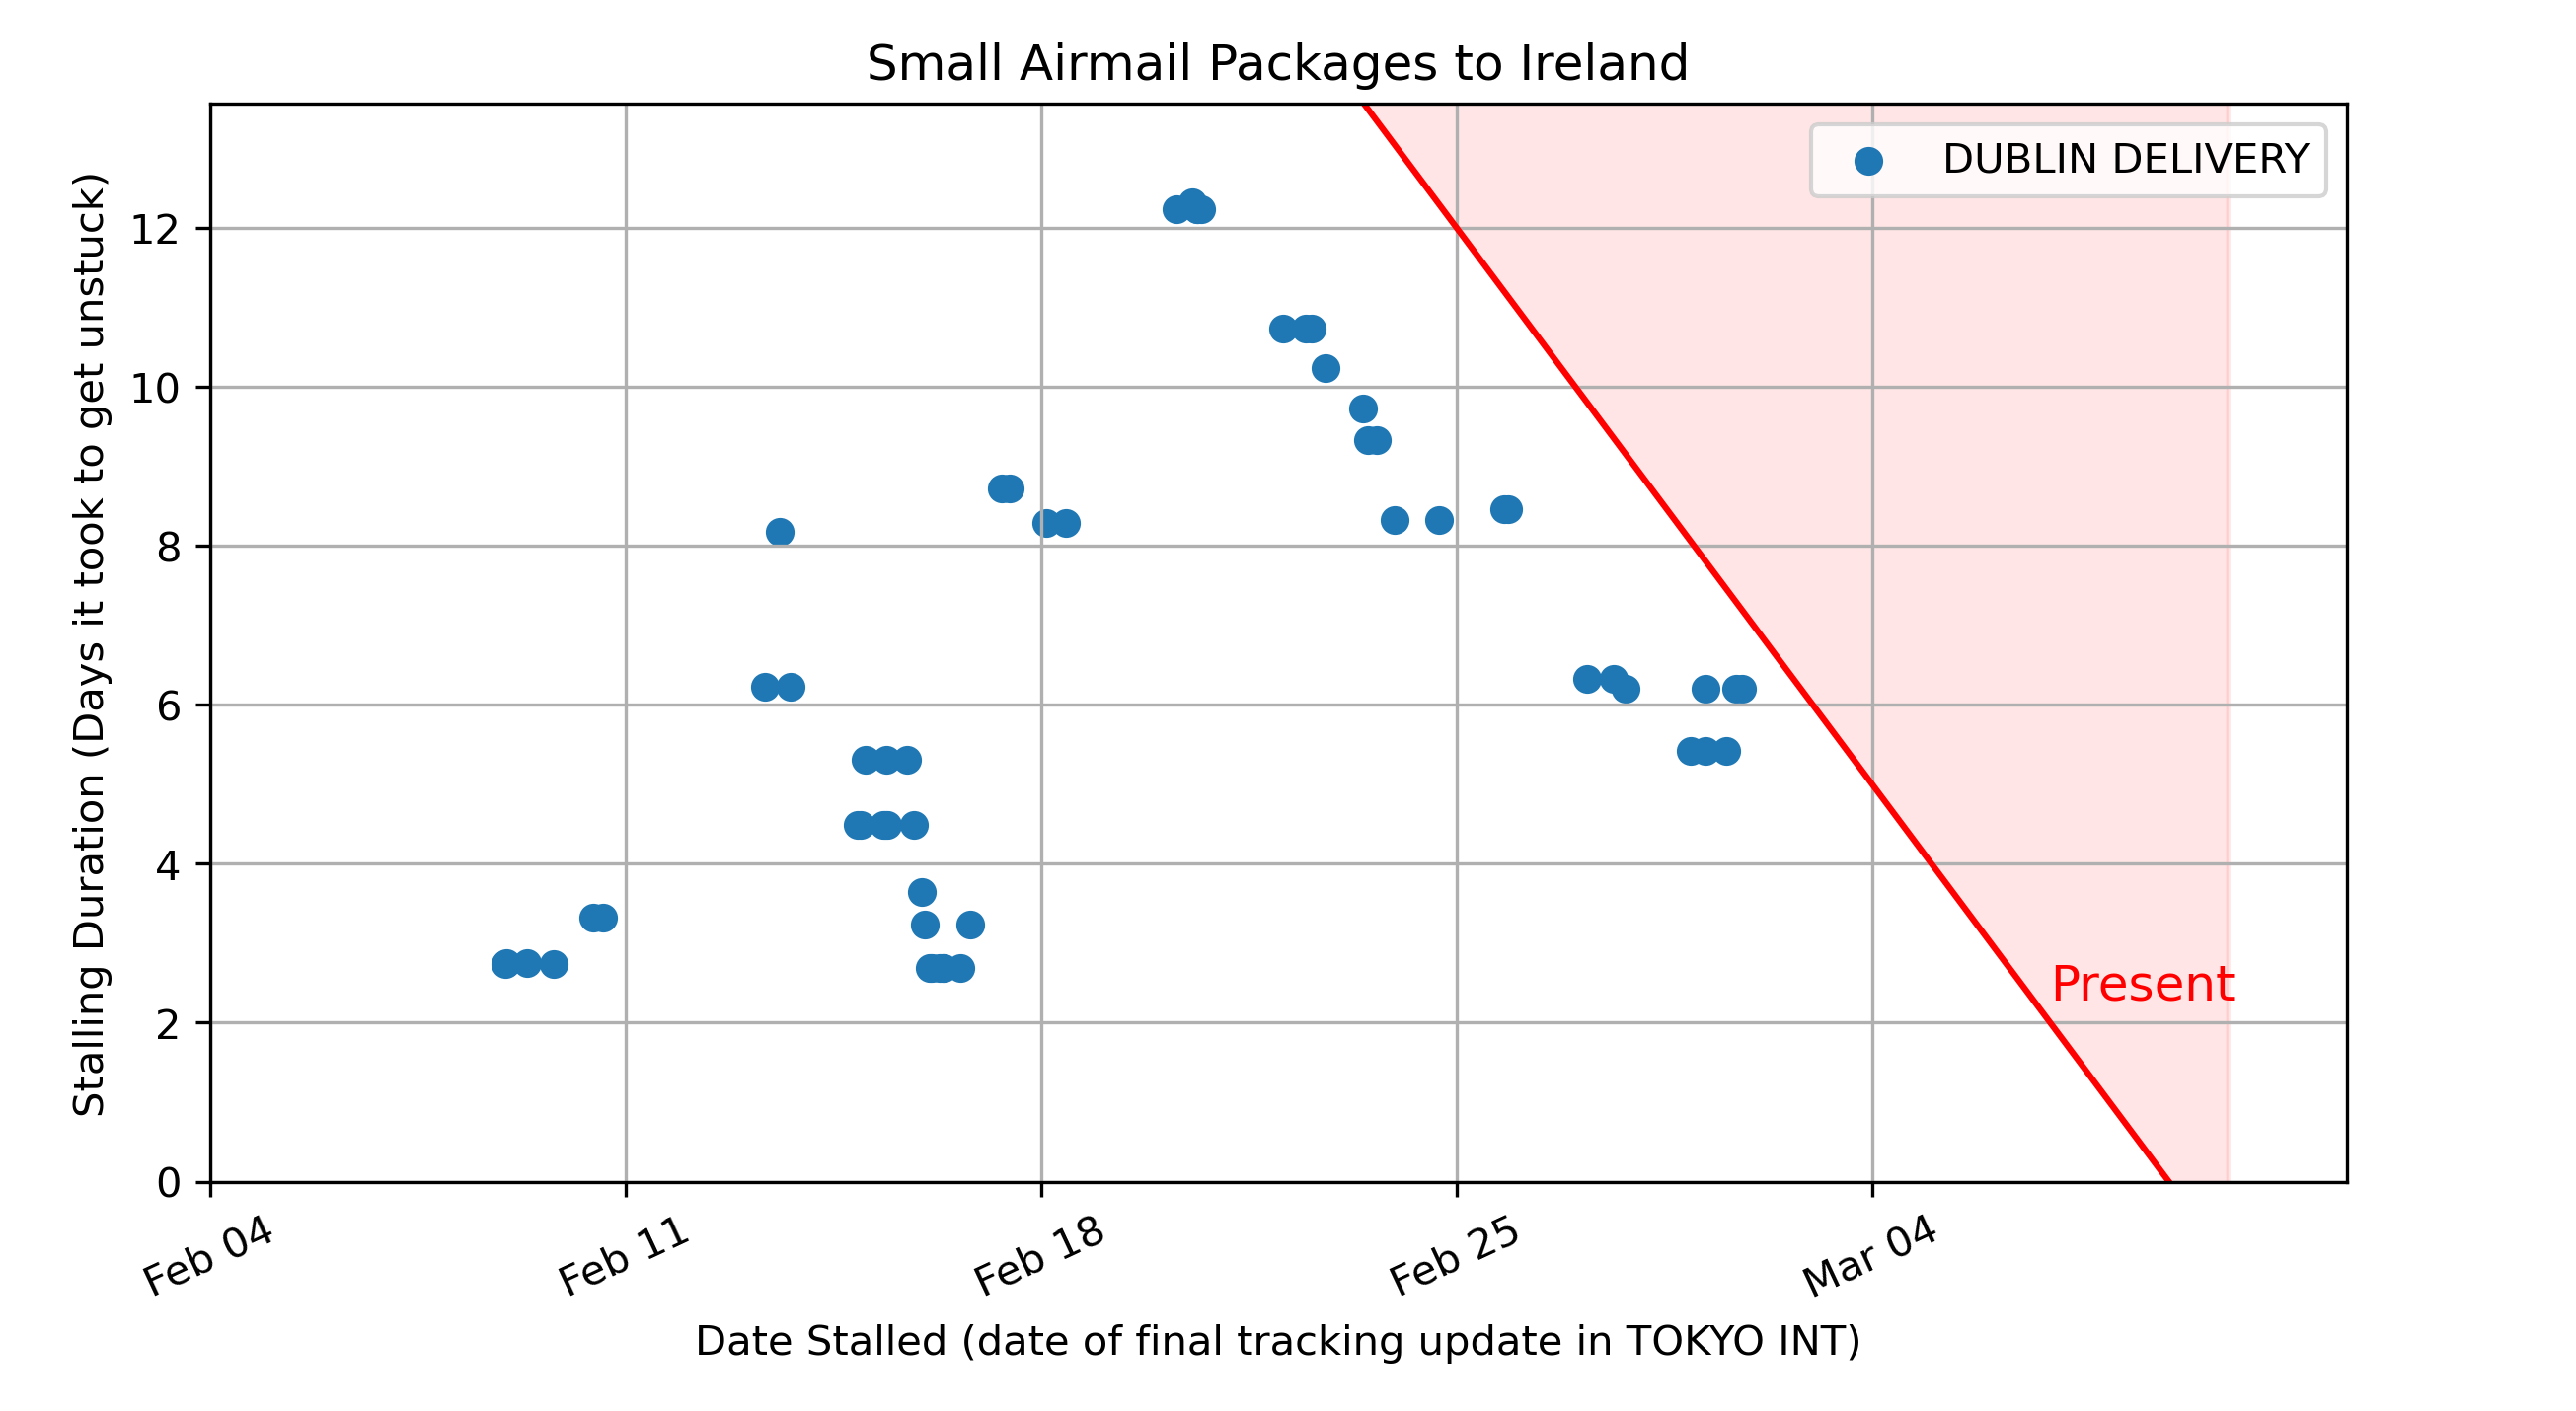 Small Airmail Packages to Ireland
DUBLIN DELIVERY
Stalling Duration (Days it took to get unstuck)
12
10
8
6
4
2
0
Present
Feb 04
Feb 11
Feb 18
Feb 25
Mar 04
Date Stalled (date of final tracking update in TOKYO INT)